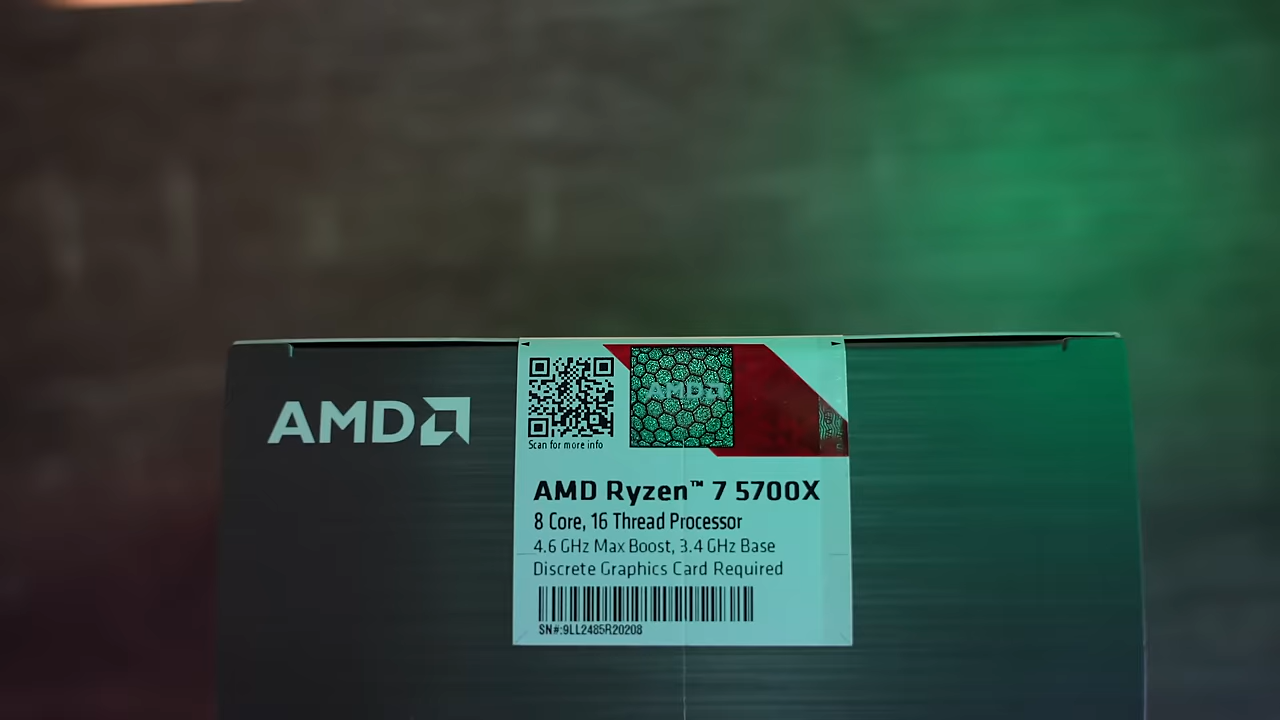 AMD
Scan for more info
AMD
AMD Ryzen™ 7 5700X
8 Core, 16 Thread Processor
4.6 GHz Max Boost, 3.4 GHz Base
Discrete Graphics Card Required
SN#:9LL2485R20208